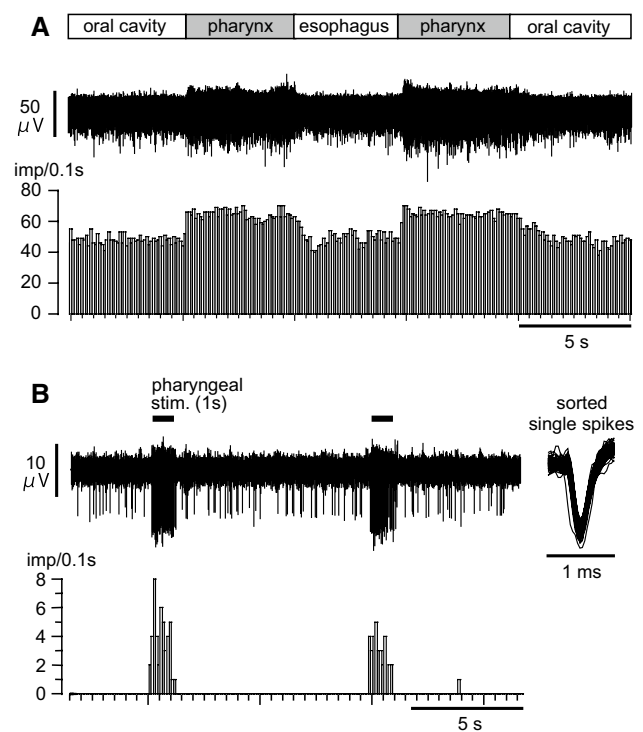 A
oral cavity pharynx esophagus pharynx oral cavity
50
μV
imp/0.1s
80
60
40
20
0
5 s
B
pharyngeal
stim. (1s)
sorted
single spikes
10
μV
1 ms
imp/0.1s
8
6
4
2
0
5 s